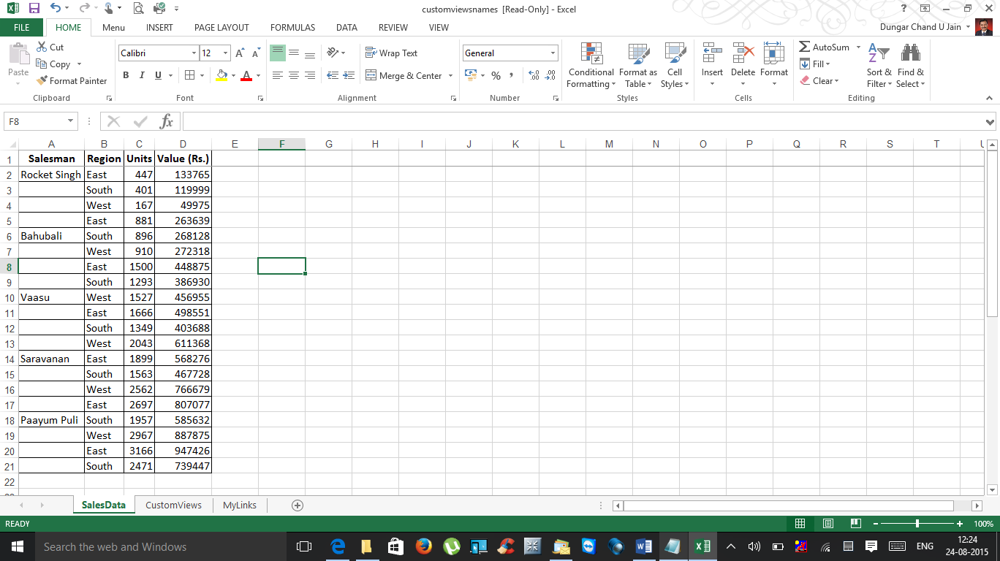 customviewsnames [Read-Only] - Excel
?
FILE HOME Menu INSERT PAGE LAYOUT FORMULAS DATA REVIEW VIEW Dungar Chand U Jain
Paste
Cut
Copy
Format Painter
Clipboard
Calibri 12
B I U
Font
Wrap Text
Merge & Center
Alignment
General
% ,
Number
Conditional Formatting
Format as Table
Cell Styles
Styles
Insert
Delete
Format
Cells
AutoSum
Fill
Clear
Sort & Filter
Find & Select
Editing
F8
fx
A B C D E F G H I J K L M N O P Q R S T
1 Salesman Region Units Value (Rs.)
2 Rocket Singh East 447 133765
3 South 401 119999
4 West 167 49975
5 East 881 263639
6 Bahubali South 896 268128
7 West 910 272318
8 East 1500 448875
9 South 1293 386930
10 Vaasu West 1527 456955
11 East 1666 498551
12 South 1349 403688
13 West 2043 611368
14 Saravanan East 1899 568276
15 South 1563 467728
16 West 2562 766679
17 East 2697 807077
18 Paayum Puli South 1957 585632
19 West 2967 887875
20 East 3166 947426
21 South 2471 739447
22
SalesData CustomViews MyLinks
READY 100%
Search the web and Windows
ENG
12:24
24-08-2015